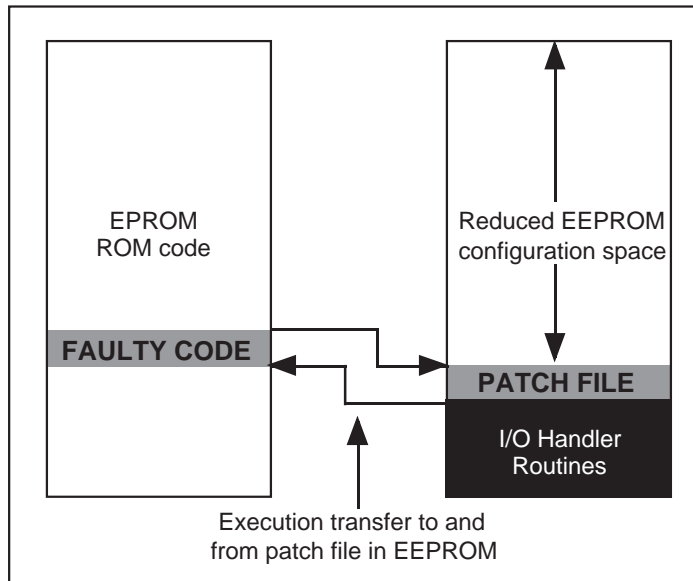 EPROM
ROM code
FAULTY CODE
Reduced EEPROM
configuration space
PATCH FILE
I/O Handler
Routines
Execution transfer to and
from patch file in EEPROM